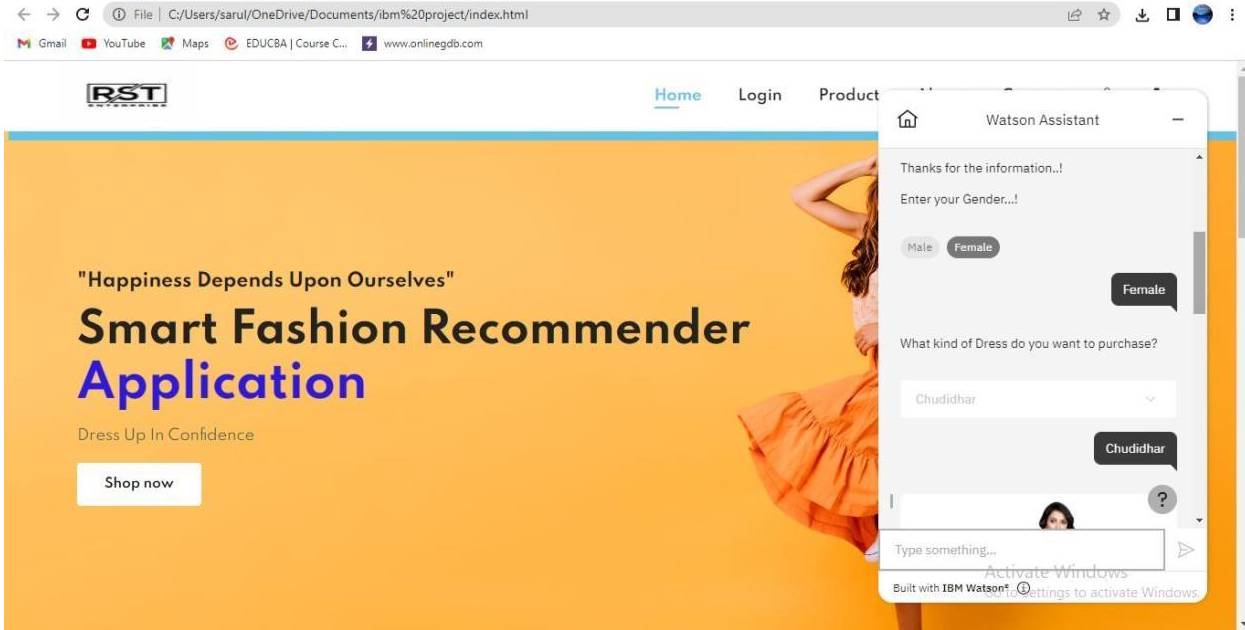 File | C:/Users/sarul/OneDrive/Documents/ibm%20project/index.html
Gmail YouTube Maps EDUCBA | Course C... www.onlinegdb.com
RST
ENTERPRISE
Home Login Product
"Happiness Depends Upon Ourselves"
Smart Fashion Recommender
Application
Dress Up In Confidence
Shop now
Watson Assistant
Thanks for the information..!
Enter your Gender...!
Male Female
Female
What kind of Dress do you want to purchase?
Chudidhar
Chudidhar
?
Type something...
Built with IBM Watson®
Activate Windows
Go to Settings to activate Windows.